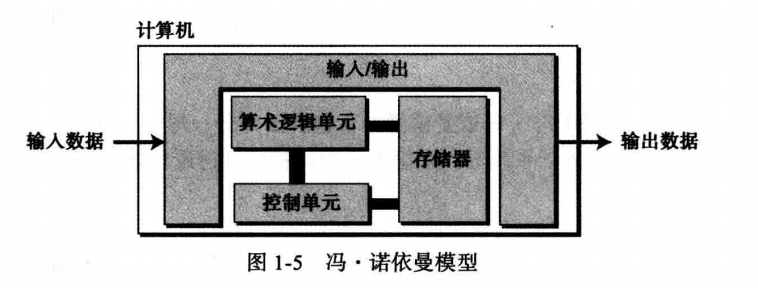 计算机
输入/输出
算术逻辑单元
输入数据
存储器
输出数据
控制单元
图 1-5 冯·诺依曼模型